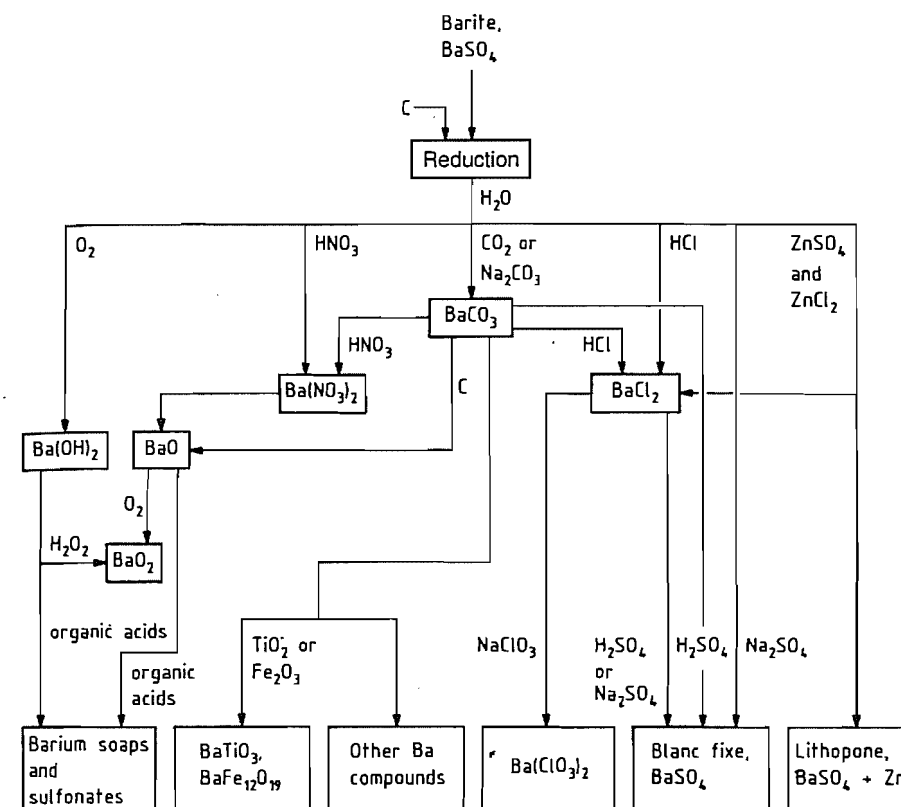 Barite,
BaSO₄
C
Reduction
H₂O
O₂
HNO₃
CO₂ or
Na₂CO₃
HCl
ZnSO₄
and
ZnCl₂
BaCO₃
HNO₃
HCl
C
Ba(NO₃)₂
BaCl₂
Ba(OH)₂
BaO
O₂
H₂O₂
BaO₂
organic acids
organic
acids
TiO₂ or
Fe₂O₃
NaClO₃
H₂SO₄
or
Na₂SO₄
H₂SO₄
Na₂SO₄
Barium soaps
and
sulfonates
BaTiO₃,
BaFe₁₂O₁₉
Other Ba
compounds
Ba(ClO₃)₂
Blanc fixe,
BaSO₄
Lithopone,
BaSO₄ + Zn